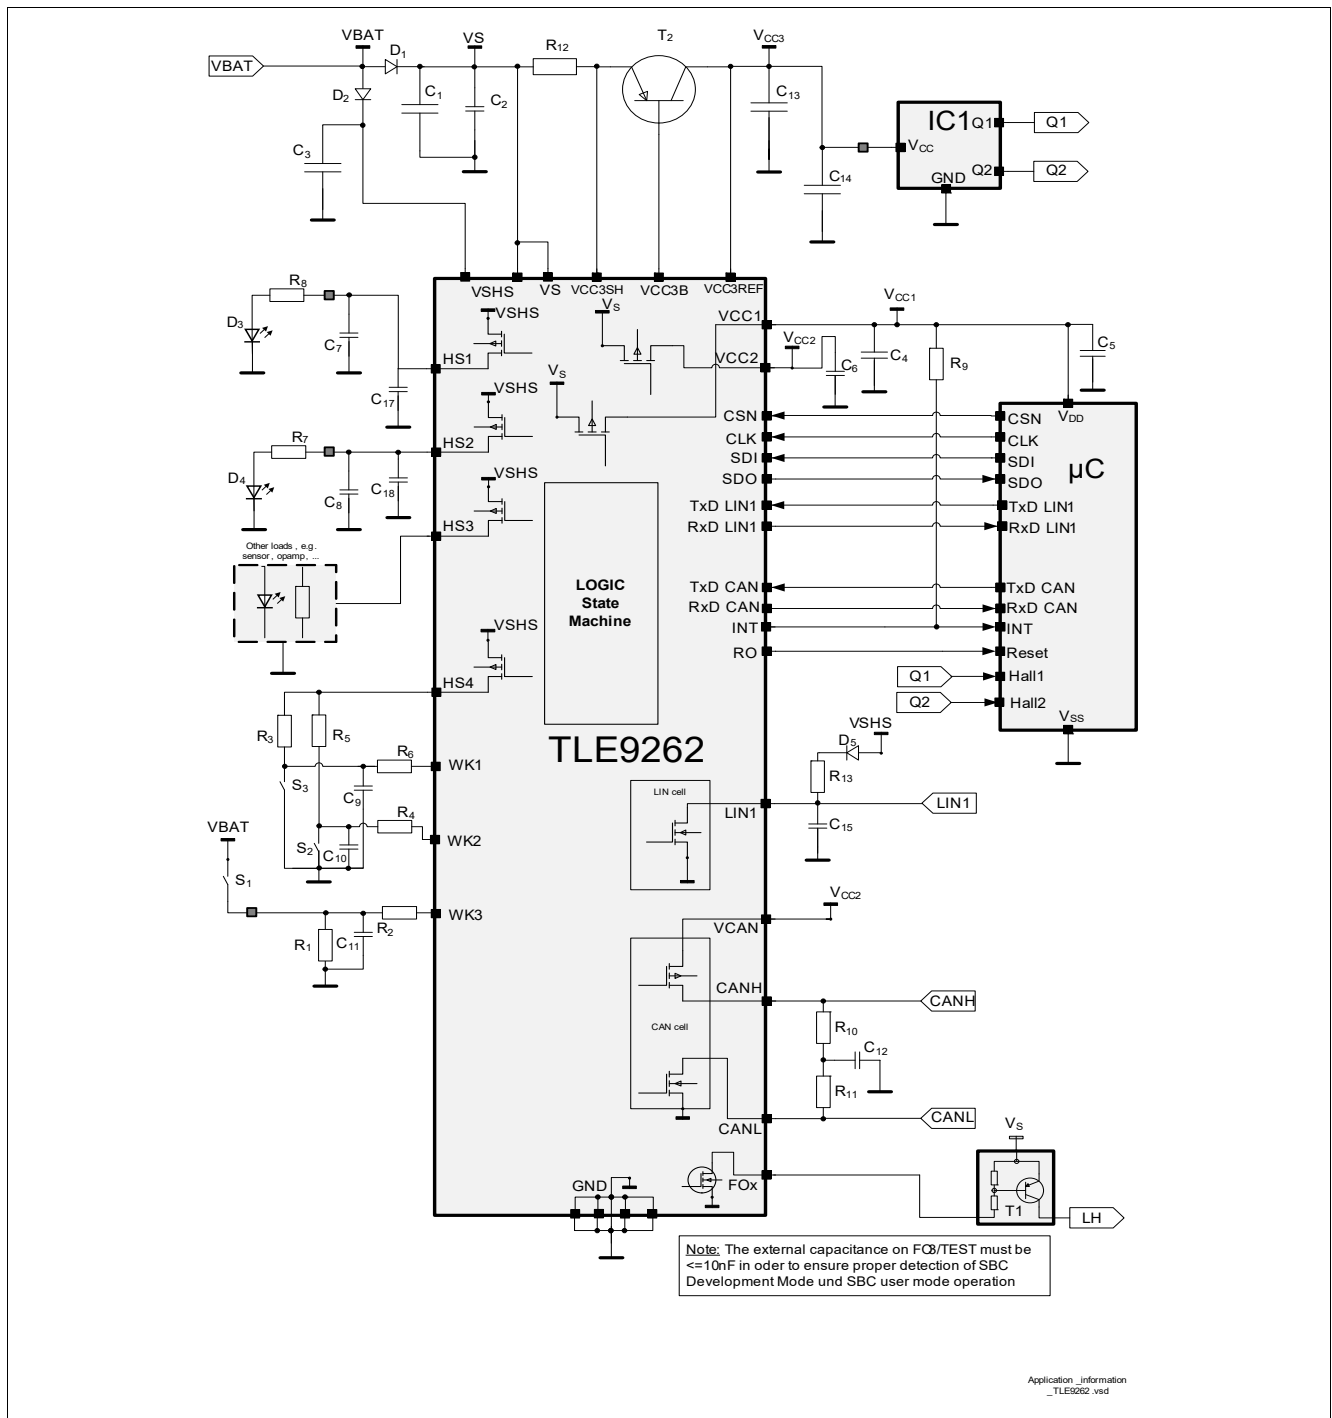 VBAT
VBAT
D1
VS
R12
T2
VCC3
D2
C1
C2
C13
C3
C14
IC1
Q1
Q1
VCC
Q2
Q2
GND
VSHS
VS
VCC3SH
VCC3B
VCC3REF
R8
D3
C7
HS1
C17
VSHS
VS
VCC1
VCC1
VCC2
VCC2
C6
C4
R9
C5
VS
VSHS
R7
D4
C8
C18
HS2
VSHS
HS3
CSN
CLK
SDI
SDO
TxD LIN1
RxD LIN1
TxD CAN
RxD CAN
INT
RO
VDD
CSN
CLK
SDI
SDO
µC
TxD LIN1
RxD LIN1
TxD CAN
RxD CAN
INT
Reset
Q1
Hall1
Q2
Hall2
VSS
Other loads , e.g.
sensor , opamp, ...
LOGIC
State
Machine
VSHS
HS4
R3
R5
R6
WK1
S3
C9
R4
WK2
S2
C10
VBAT
S1
WK3
R1
C11
R2
TLE9262
LIN cell
LIN1
VSHS
D5
R13
C15
LIN1
VCC2
VCAN
CANH
CANH
R10
C12
R11
CAN cell
CANL
CANL
FOx
GND
VS
T1
LH
Note: The external capacitance on FO3/TEST must be
<=10nF in oder to ensure proper detection of SBC
Development Mode und SBC user mode operation
Application _information
_TLE9262 .vsd